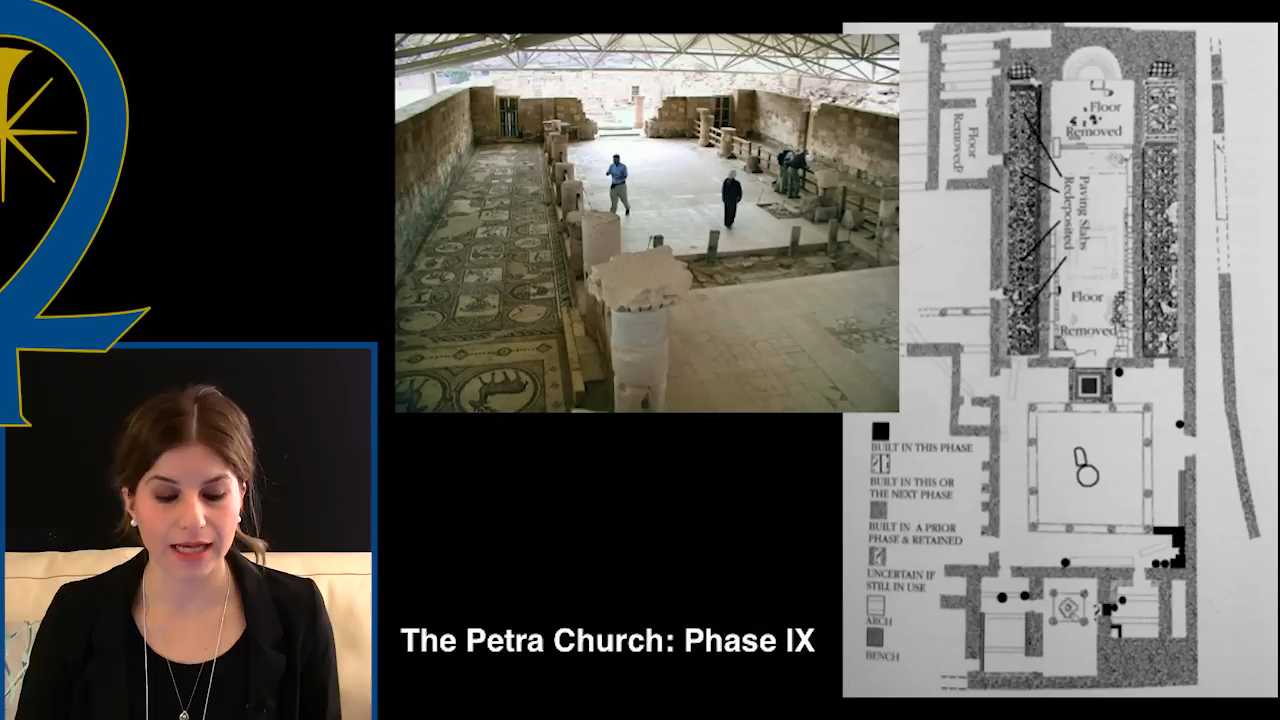 Floor
Removed
Floor
Removed?
Paving Slabs
Redeposited
Floor
Removed
BUILT IN THIS PHASE
BUILT IN THIS OR
THE NEXT PHASE
BUILT IN A PRIOR
PHASE & RETAINED
UNCERTAIN IF
STILL IN USE
ARCH
BENCH
The Petra Church: Phase IX